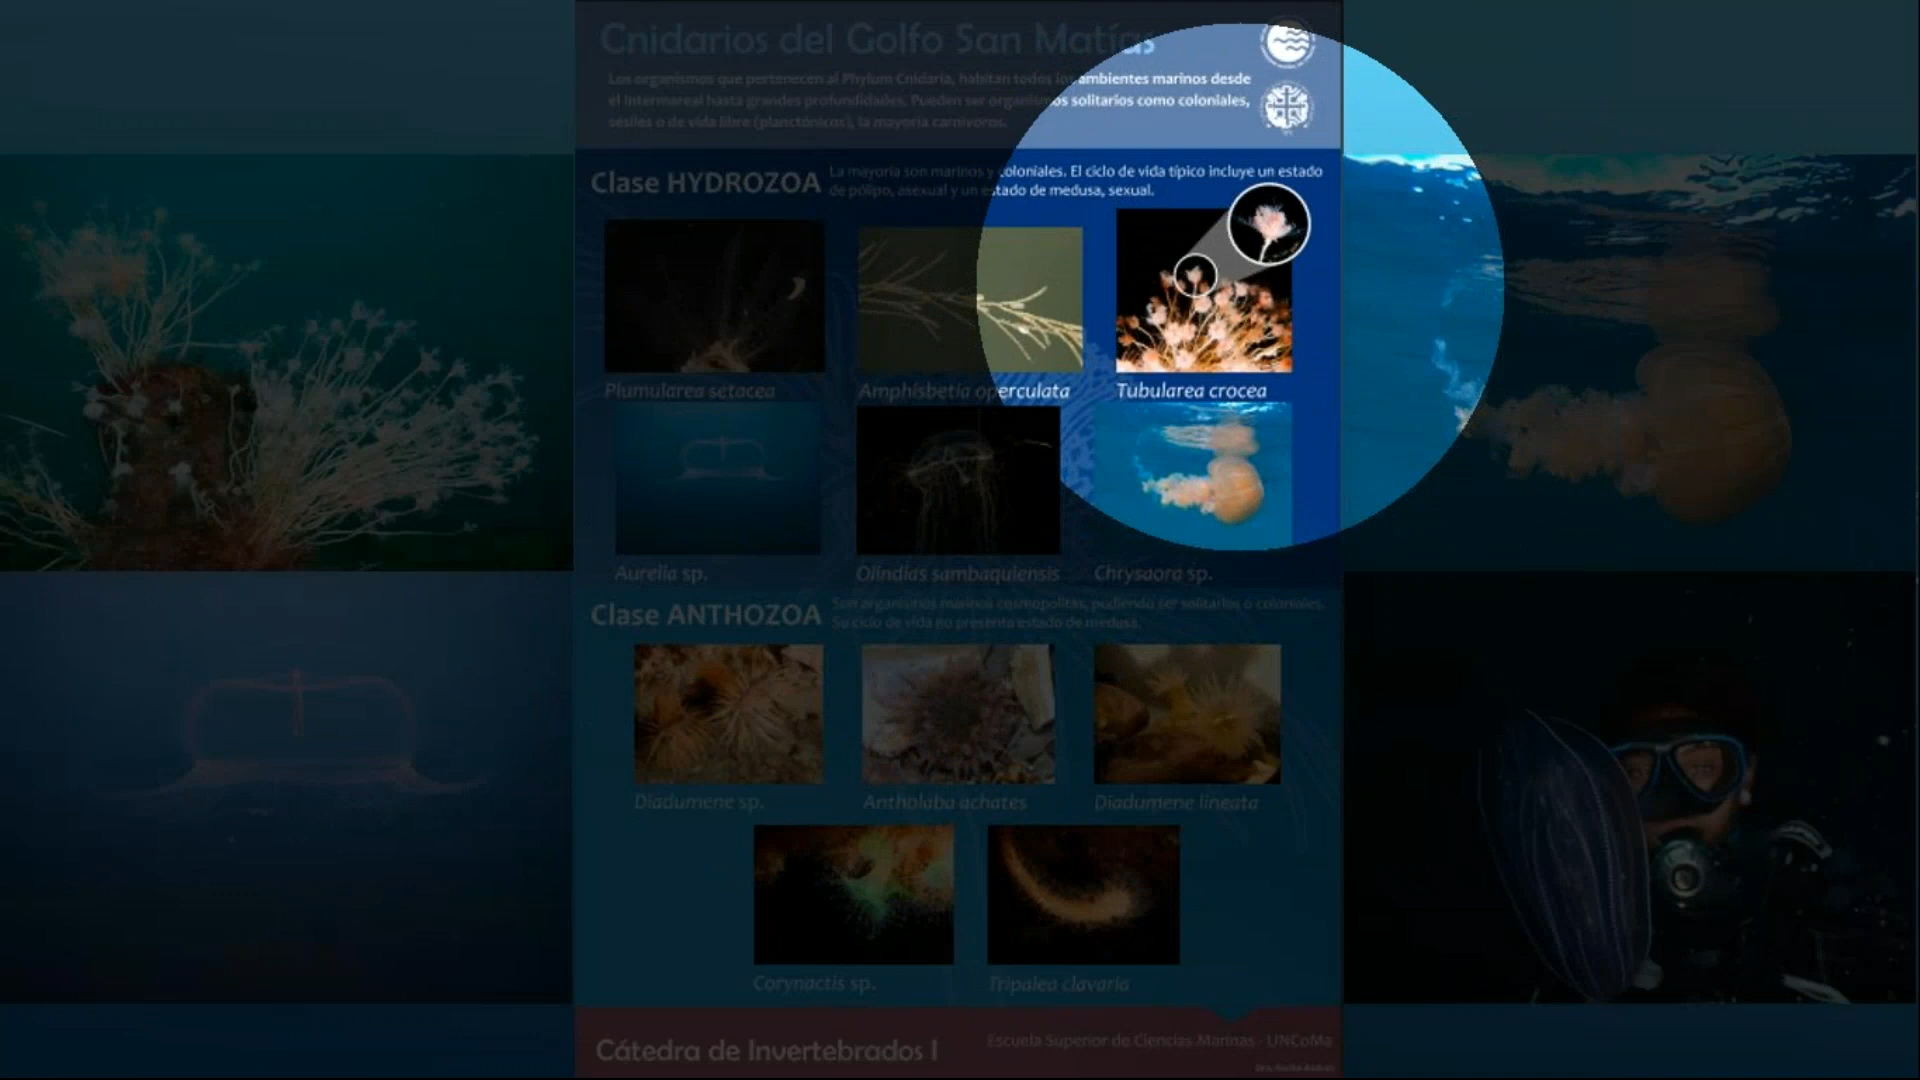 Cnidarios del Golfo San Matías
Los organismos que pertenecen al Phylum Cnidaria, habitan todos los ambientes marinos desde
el intermareal hasta grandes profundidades. Pueden ser organismos solitarios como coloniales,
sésiles o de vida libre (planctónicos), la mayoría carnívoros.
Clase HYDROZOA
La mayoría son marinos y coloniales. El ciclo de vida típico incluye un estado
de pólipo, asexual y un estado de medusa, sexual.
Plumularea setacea
Amphisbetia operculata
Tubularea crocea
Aurelia sp.
Olindias sambaquiensis
Chrysaora sp.
Clase ANTHOZOA
Son organismos marinos cosmopolitas, pudiendo ser solitarios o coloniales.
Su ciclo de vida no presenta estado de medusa.
Diadumene sp.
Antholaba achates
Diadumene lineata
Corynactis sp.
Tripalea clavaria
Cátedra de Invertebrados I
Escuela Superior de Ciencias Marinas - UNCoMa